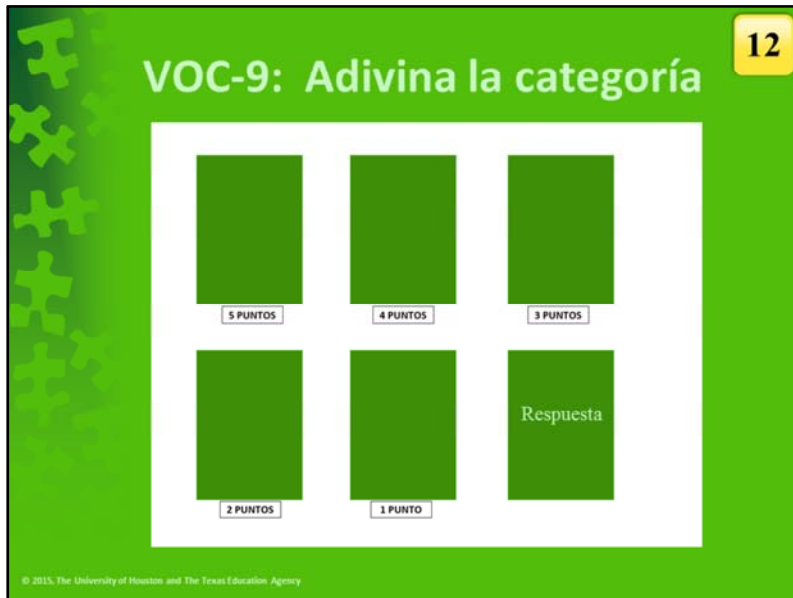 12
VOC-9: Adivina la categoría
5 PUNTOS
4 PUNTOS
3 PUNTOS
Respuesta
2 PUNTOS
1 PUNTO
© 2015, The University of Houston and The Texas Education Agency